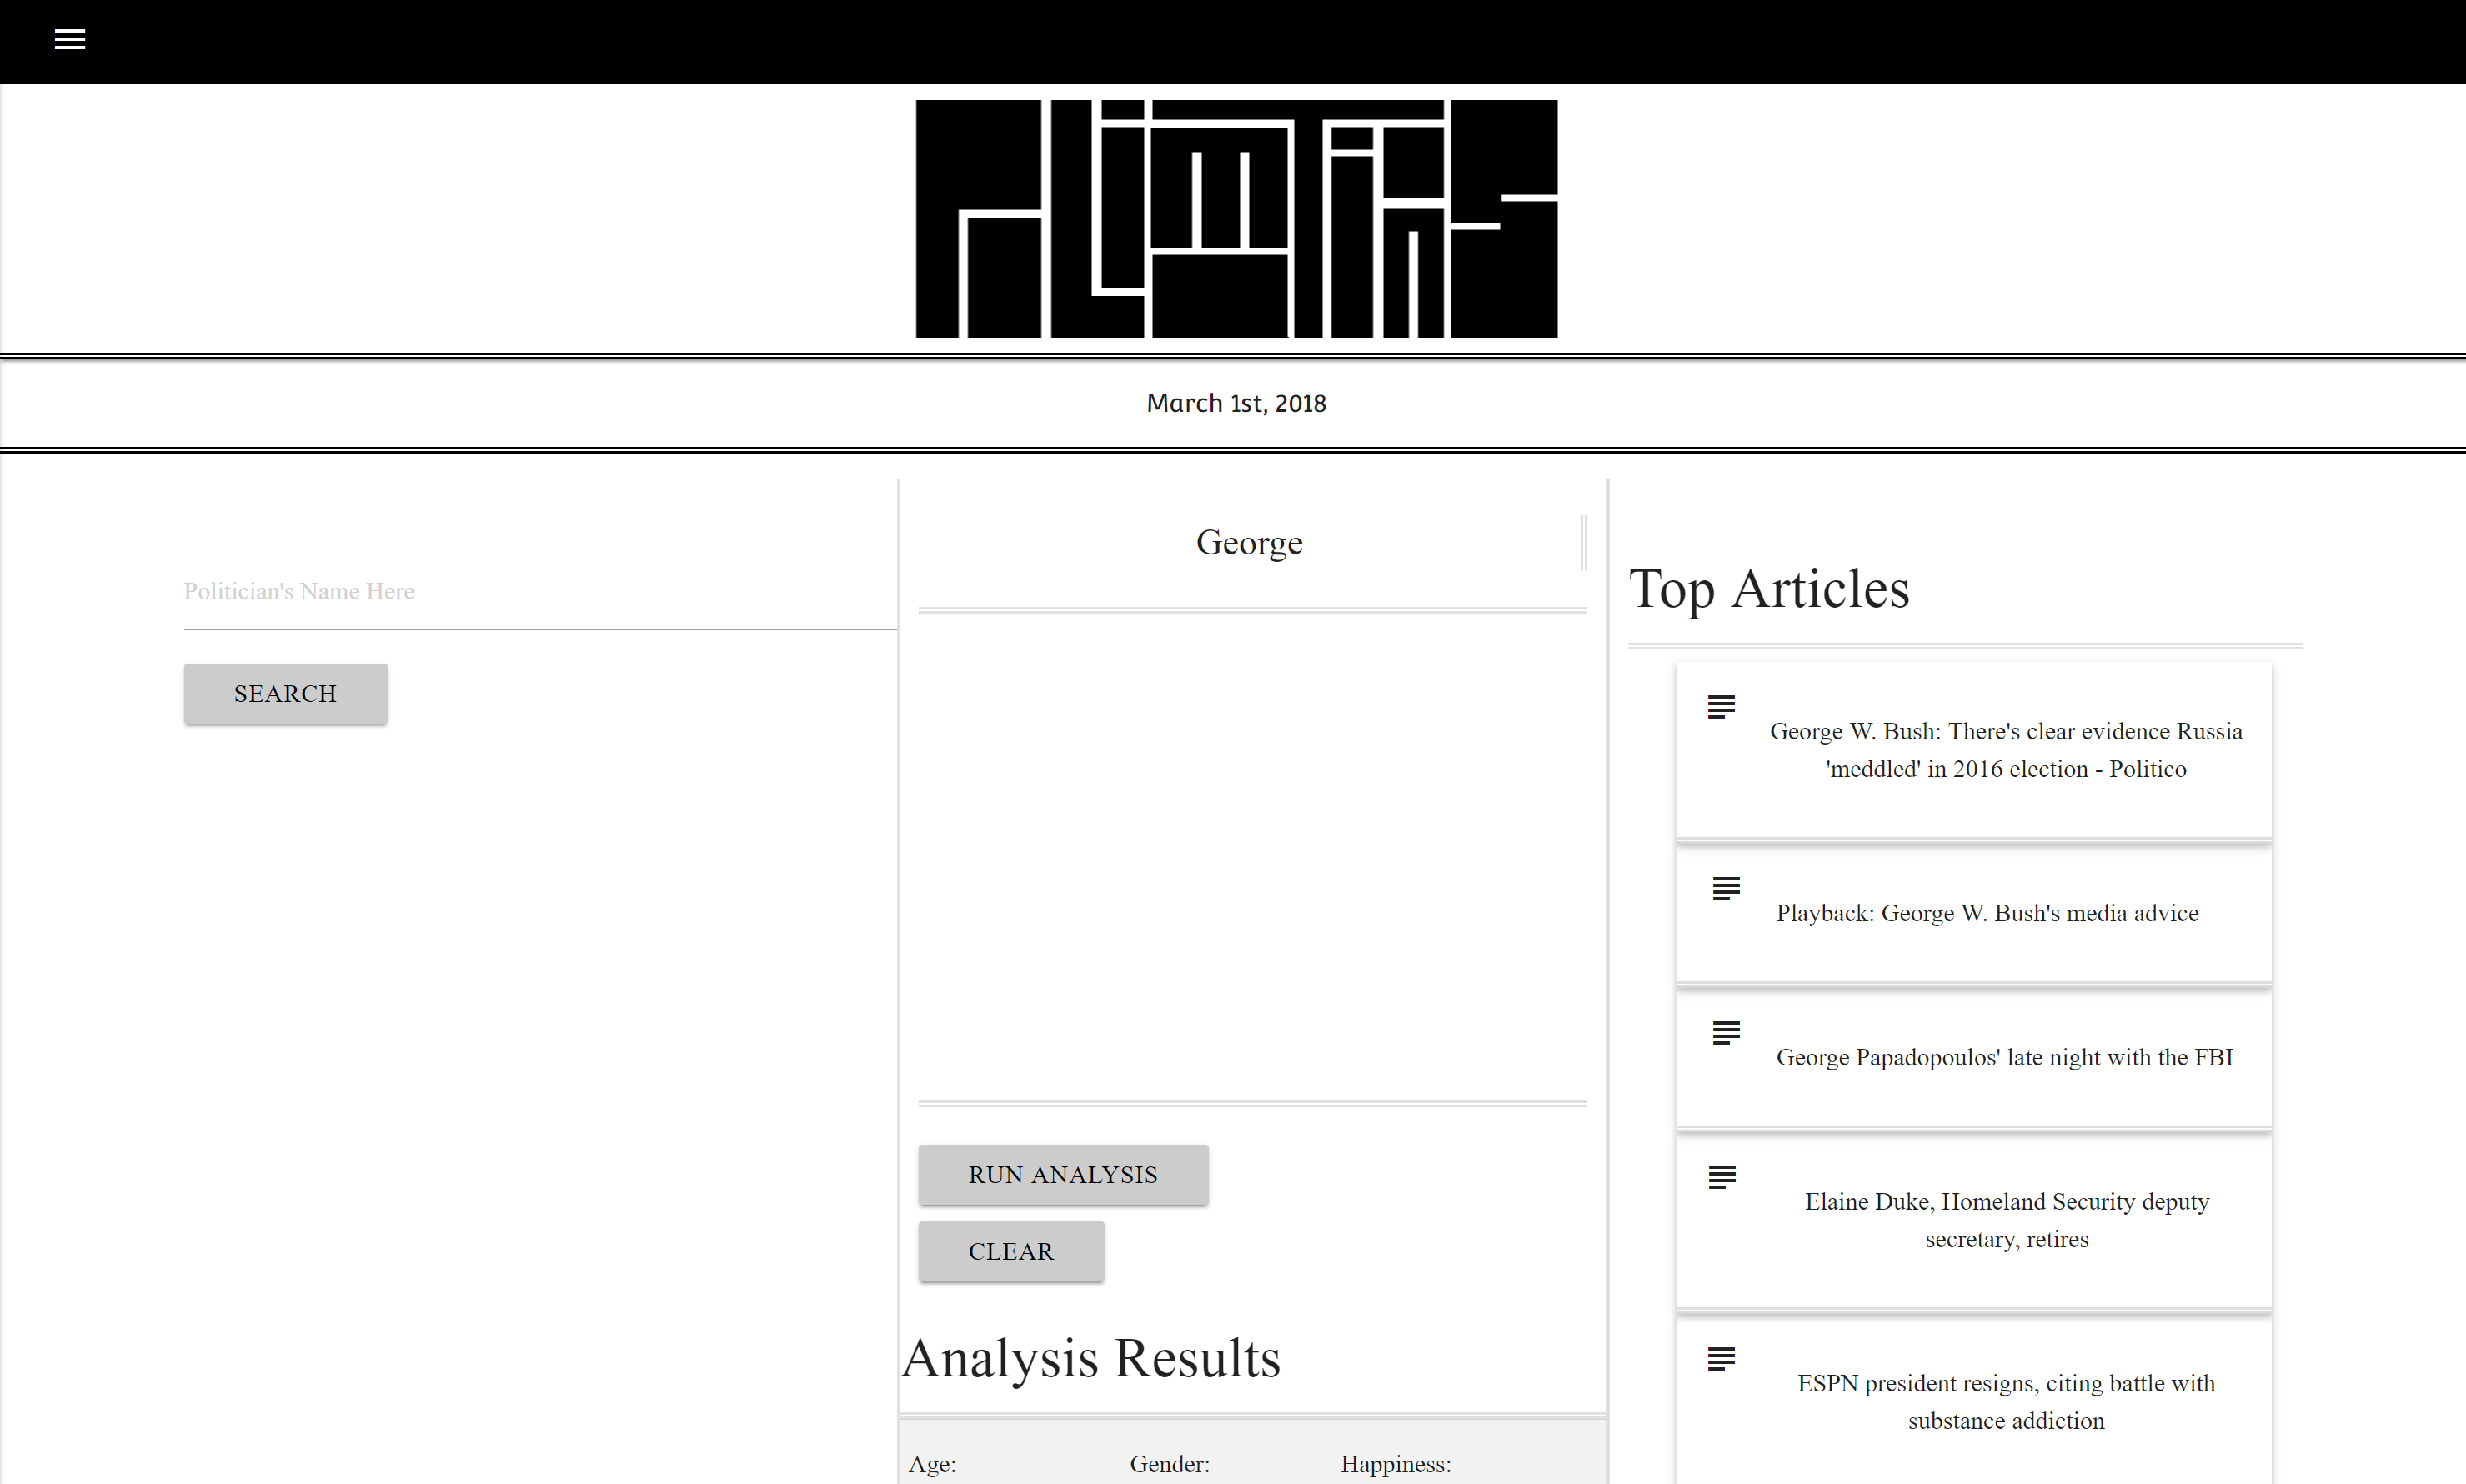 March 1st, 2018
Politician's Name Here
SEARCH
George
RUN ANALYSIS
CLEAR
Analysis Results
Age:
Gender:
Happiness:
Top Articles
George W. Bush: There's clear evidence Russia
'meddled' in 2016 election - Politico
Playback: George W. Bush's media advice
George Papadopoulos' late night with the FBI
Elaine Duke, Homeland Security deputy
secretary, retires
ESPN president resigns, citing battle with
substance addiction